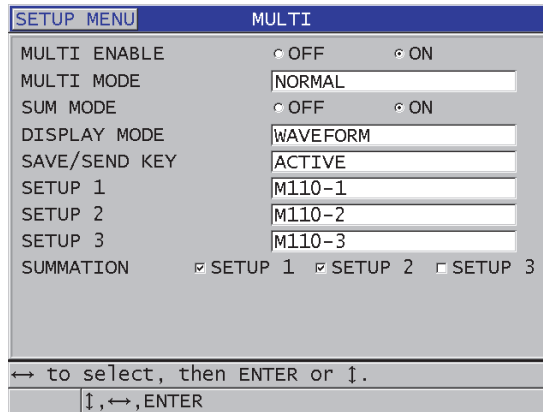 SETUP MENU MULTI
MULTI ENABLE OFF ON
MULTI MODE NORMAL
SUM MODE OFF ON
DISPLAY MODE WAVEFORM
SAVE/SEND KEY ACTIVE
SETUP 1 M110-1
SETUP 2 M110-2
SETUP 3 M110-3
SUMMATION SETUP 1 SETUP 2 SETUP 3
↔ to select, then ENTER or ↕.
↕,↔,ENTER